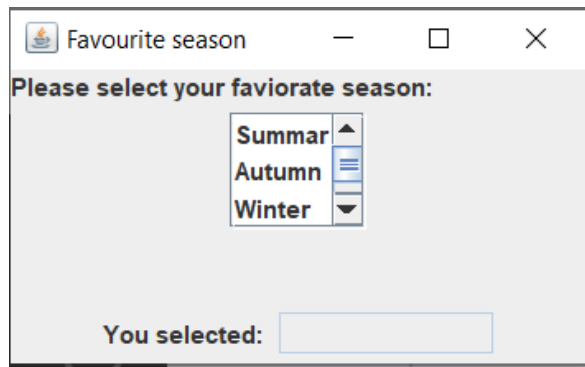 Favourite season
Please select your faviorate season:
Summar
Autumn
Winter
You selected: